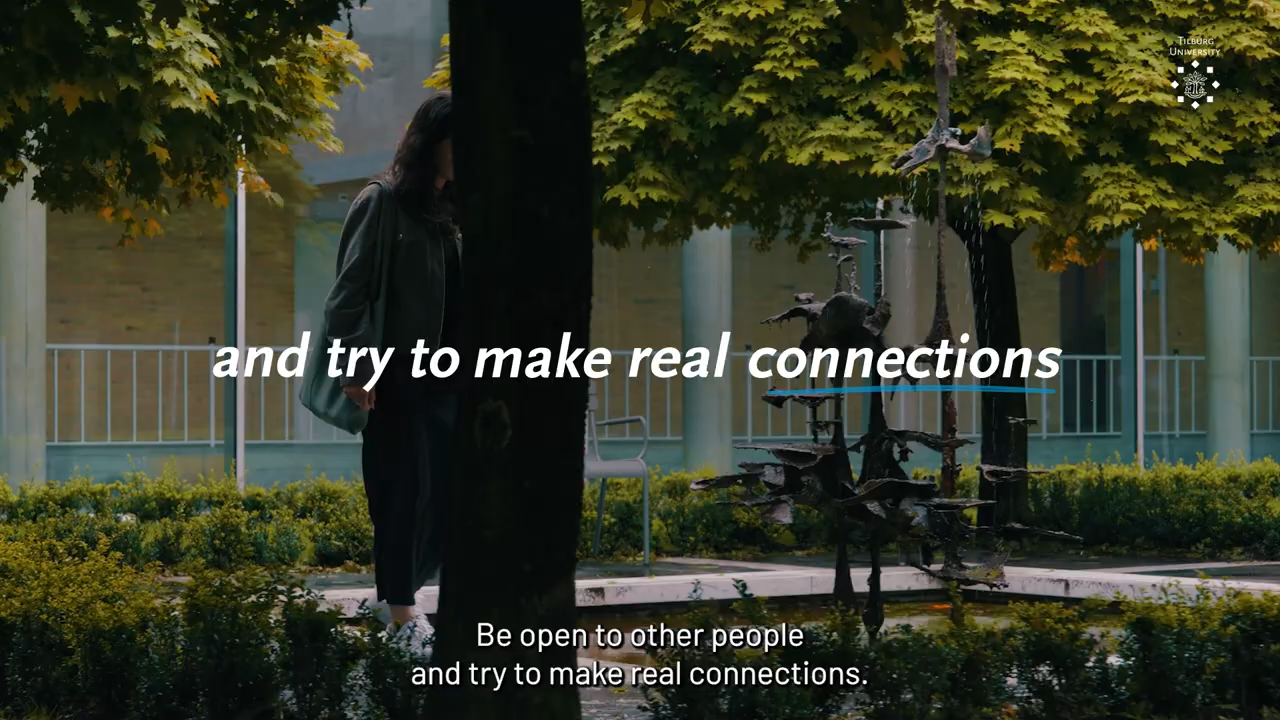 TILBURG
UNIVERSITY
and try to make real connections
Be open to other people
and try to make real connections.